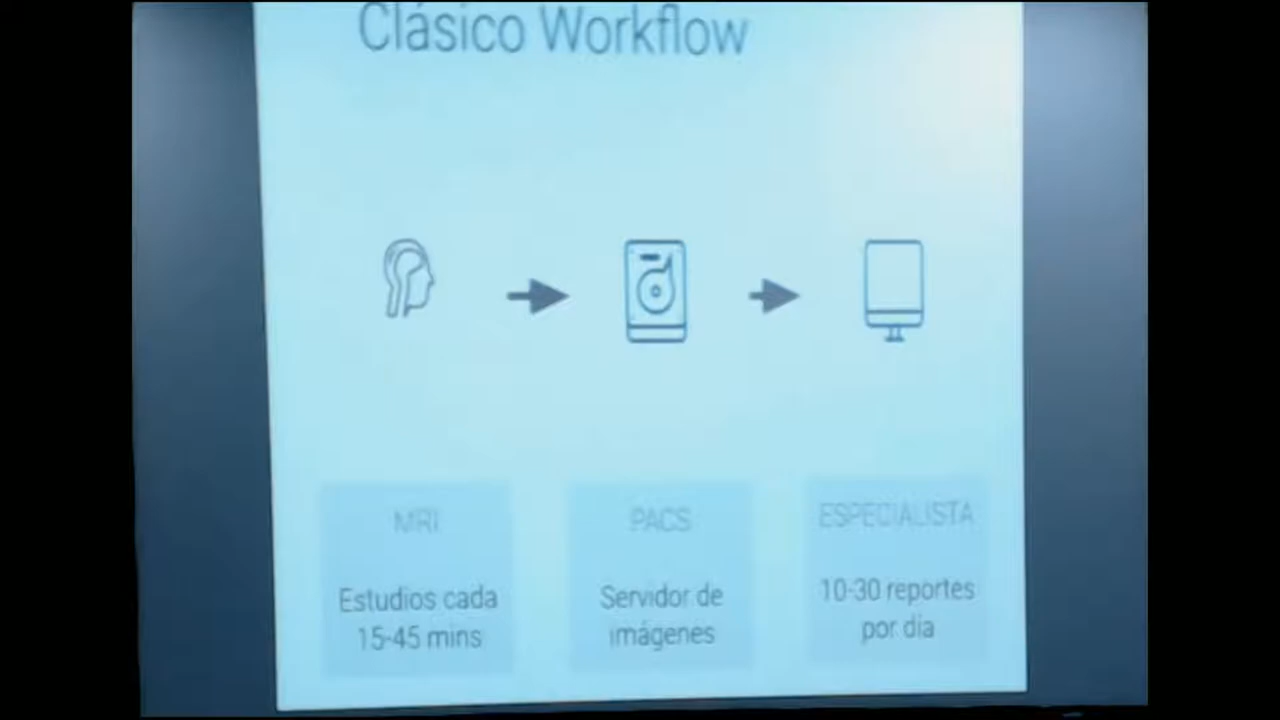 Clásico Workflow
MRI
Estudios cada
15-45 mins
PACS
Servidor de
imágenes
ESPECIALISTA
10-30 reportes
por día